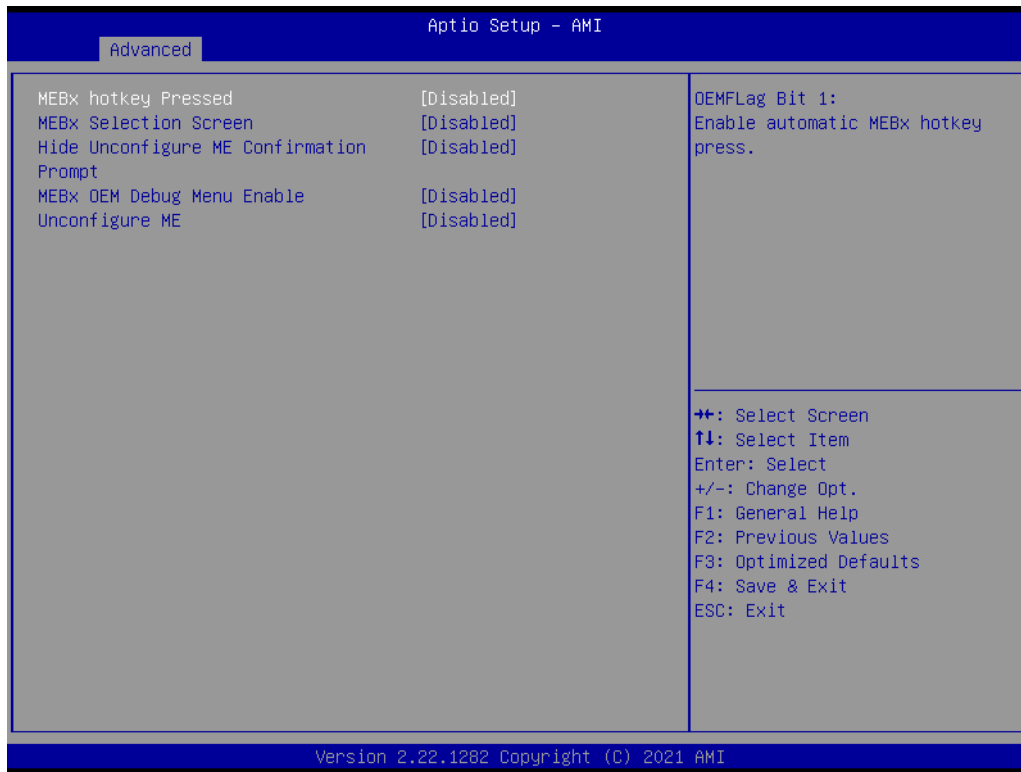 Aptio Setup – AMI
Advanced
MEBx hotkey Pressed [Disabled]
MEBx Selection Screen [Disabled]
Hide Unconfigure ME Confirmation [Disabled]
Prompt
MEBx OEM Debug Menu Enable [Disabled]
Unconfigure ME [Disabled]
OEMFLag Bit 1:
Enable automatic MEBx hotkey
press.
→←: Select Screen
↑↓: Select Item
Enter: Select
+/-: Change Opt.
F1: General Help
F2: Previous Values
F3: Optimized Defaults
F4: Save & Exit
ESC: Exit
Version 2.22.1282 Copyright (C) 2021 AMI